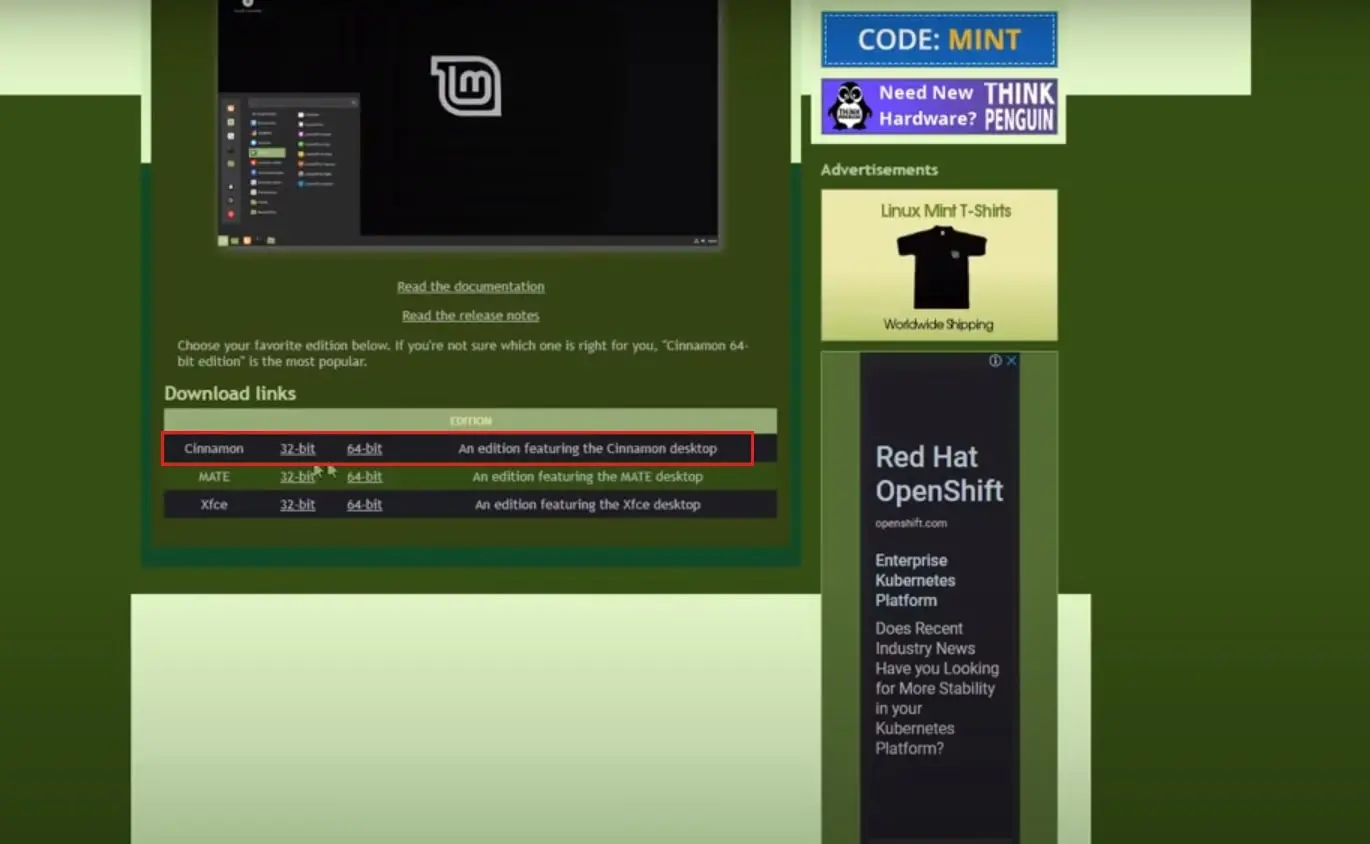 Read the documentation
Read the release notes
Choose your favorite edition below. If you're not sure which one is right for you, "Cinnamon 64-
bit edition" is the most popular.
Download links
EDITION
Cinnamon 32-bit 64-bit An edition featuring the Cinnamon desktop
MATE 32-bit 64-bit An edition featuring the MATE desktop
Xfce 32-bit 64-bit An edition featuring the Xfce desktop
CODE: MINT
Need New
Hardware?
THINK
PENGUIN
Advertisements
Linux Mint T-Shirts
Worldwide Shipping
Red Hat
OpenShift
openshift.com
Enterprise
Kubernetes
Platform
Does Recent
Industry News
Have you Looking
for More Stability
in your
Kubernetes
Platform?